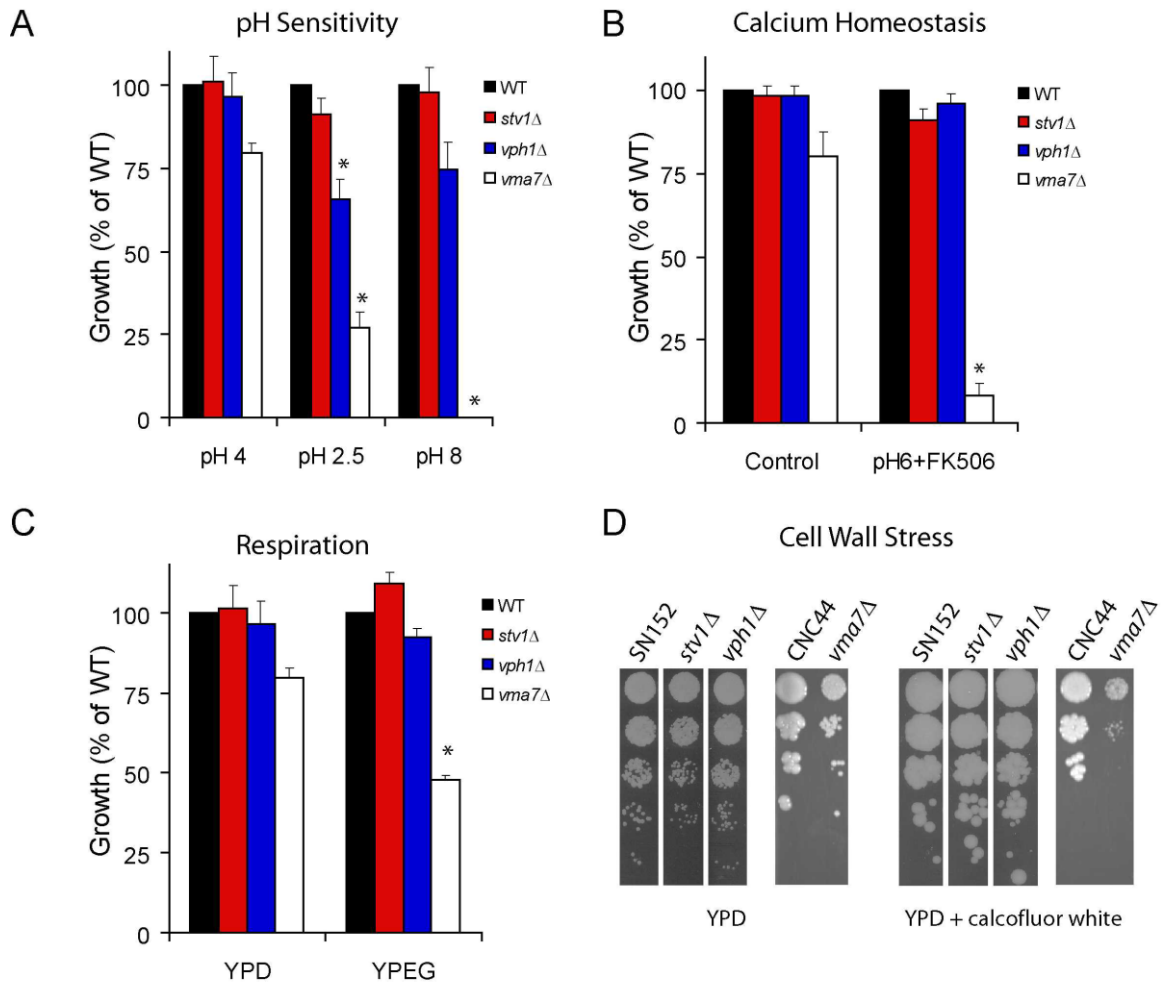 A
pH Sensitivity
Growth (% of WT)
100
75
50
25
0
WT
stv1Δ
vph1Δ
vma7Δ
*
*
*
pH 4
pH 2.5
pH 8
B
Calcium Homeostasis
Growth (% of WT)
100
75
50
25
0
WT
stv1Δ
vph1Δ
vma7Δ
*
Control
pH6+FK506
C
Respiration
Growth (% of WT)
100
75
50
25
0
WT
stv1Δ
vph1Δ
vma7Δ
*
YPD
YPEG
D
Cell Wall Stress
SN152
stv1Δ
vph1Δ
CNC44
vma7Δ
SN152
stv1Δ
vph1Δ
CNC44
vma7Δ
YPD
YPD + calcofluor white